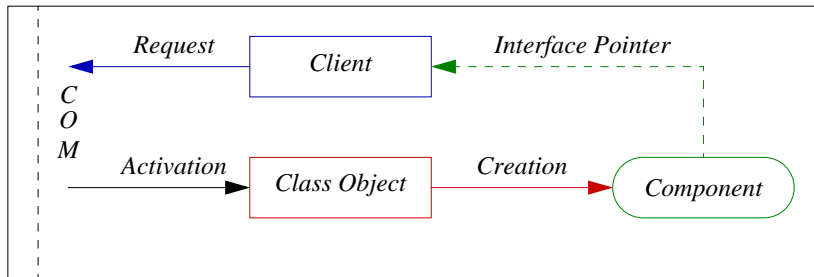 Request
Client
Interface Pointer
C
O
M
Activation
Class Object
Creation
Component